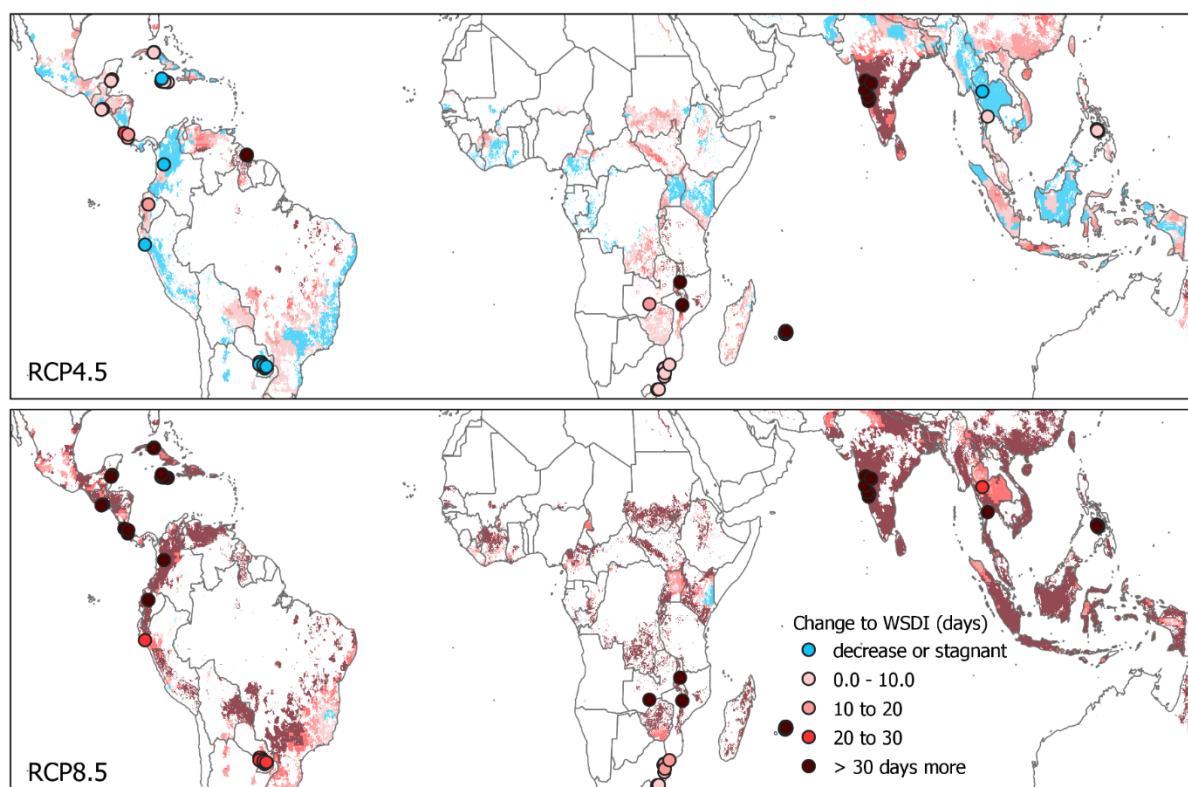 RCP4.5
Change to WSDI (days)
decrease or stagnant
0.0 - 10.0
10 to 20
20 to 30
> 30 days more
RCP8.5